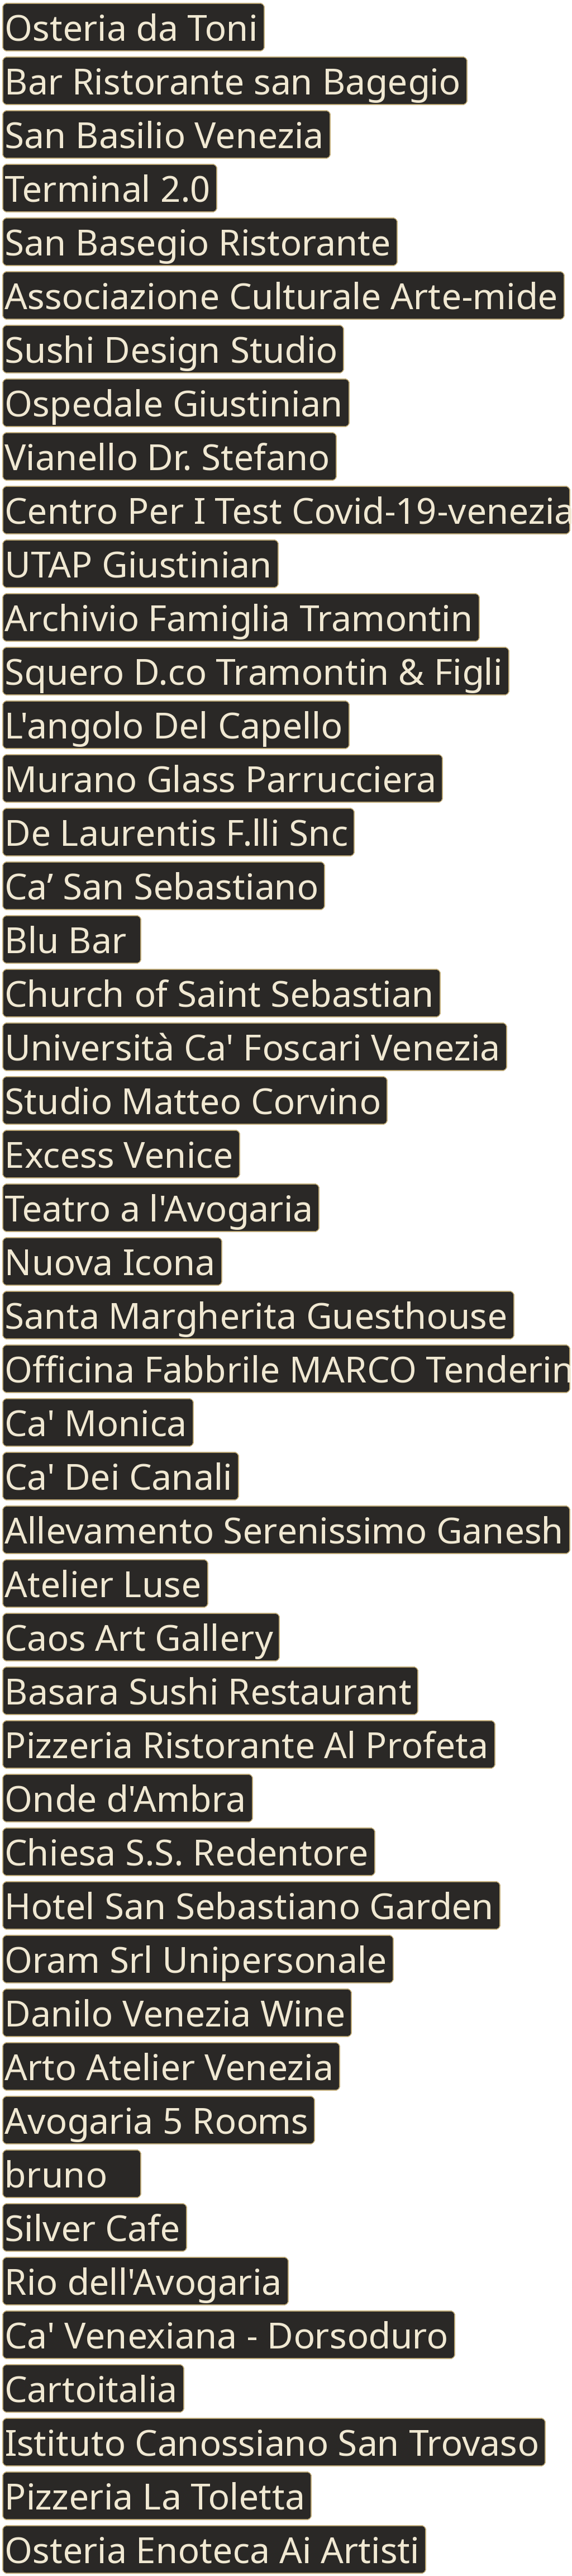 Osteria da Toni
Bar Ristorante san Bagegio
San Basilio Venezia
Terminal 2.0
San Basegio Ristorante
Associazione Culturale Arte-mide
Sushi Design Studio
Ospedale Giustinian
Vianello Dr. Stefano
Centro Per I Test Covid-19-venezia
UTAP Giustinian
Archivio Famiglia Tramontin
Squero D.co Tramontin & Figli
L'angolo Del Capello
Murano Glass Parrucciera
De Laurentis F.lli Snc
Ca’ San Sebastiano
Blu Bar
Church of Saint Sebastian
Università Ca' Foscari Venezia
Studio Matteo Corvino
Excess Venice
Teatro a l'Avogaria
Nuova Icona
Santa Margherita Guesthouse
Officina Fabbrile MARCO Tenderin
Ca' Monica
Ca' Dei Canali
Allevamento Serenissimo Ganesh
Atelier Luse
Caos Art Gallery
Basara Sushi Restaurant
Pizzeria Ristorante Al Profeta
Onde d'Ambra
Chiesa S.S. Redentore
Hotel San Sebastiano Garden
Oram Srl Unipersonale
Danilo Venezia Wine
Arto Atelier Venezia
Avogaria 5 Rooms
bruno
Silver Cafe
Rio dell'Avogaria
Ca' Venexiana - Dorsoduro
Cartoitalia
Istituto Canossiano San Trovaso
Pizzeria La Toletta
Osteria Enoteca Ai Artisti